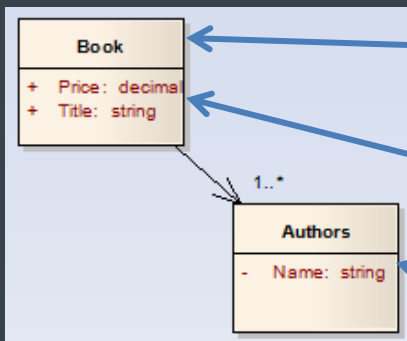 Book
+ Price: decimal
+ Title: string
1..*
Authors
- Name: string